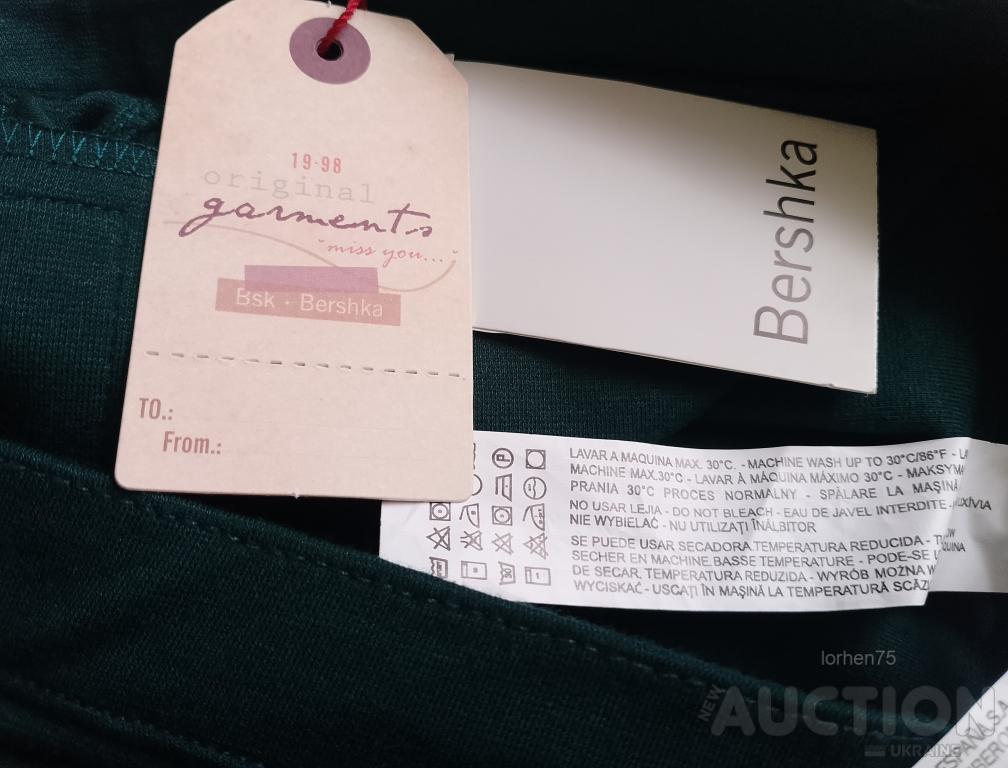 19-98
original
garments
"miss you..."
Bsk · Bershka
TO.:
From.:
Bershka
LAVAR A MAQUINA MAX. 30°C. - MACHINE WASH UP TO 30°C/86°F -
MACHINE MAX.30°C - LAVAR À MÁQUINA MÁXIMO 30°C -
PRANIA 30°C PROCES NORMALNY - SPĂLARE LA MAŞINĂ
NO USAR LEJIA - DO NOT BLEACH - EAU DE JAVEL INTERDITE -
NIE WYBIELAĆ - NU UTILIZAŢI ÎNĂLBITOR
SE PUEDE USAR SECADORA.TEMPERATURA REDUCIDA -
SECHER EN MACHINE.BASSE TEMPERATURE - PODE-SE
DE SECAR. TEMPERATURA REDUZIDA - WYRÓB MOŻNA
WYCISKAĆ - USCAŢI ÎN MAŞINĂ LA TEMPERATURĂ
lorhen75
NEW
AUCTION
UKRAINE